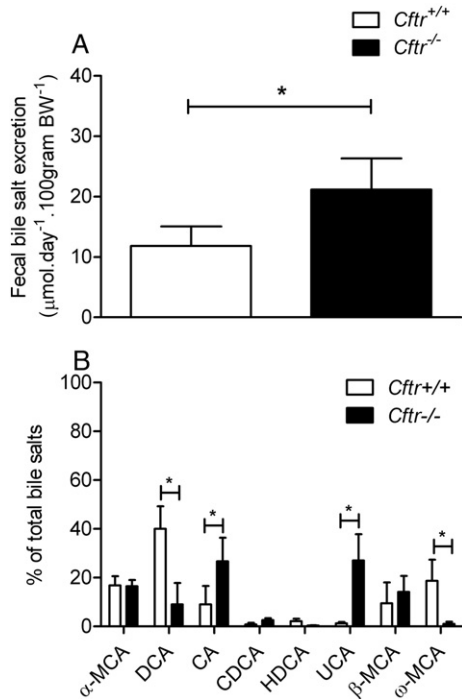 A
Cftr+/+
Cftr-/-
Fecal bile salt excretion
(μmol.day-1.100gram BW-1)
40
30
20
10
0
*
B
Cftr+/+
Cftr-/-
% of total bile salts
100
80
60
40
20
0
* * * *
α-MCA DCA CA CDCA HDCA UCA β-MCA ω-MCA